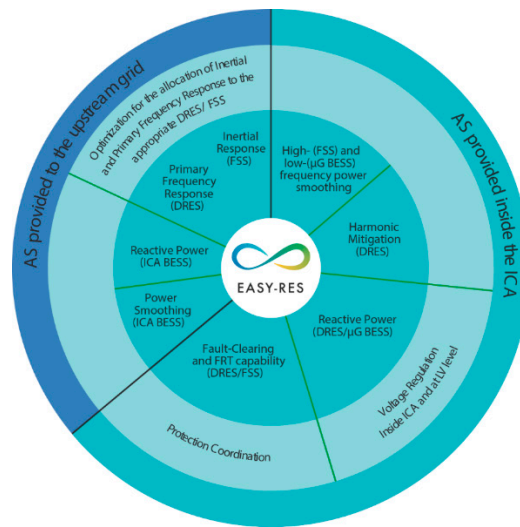 AS provided to the upstream grid
Optimization for the allocation of Inertial
and Primary Frequency Response to the
appropriate DRES/ FSS
AS provided inside the ICA
Inertial
Response
(FSS)
High- (FSS) and
low-(μG BESS)
frequency power
smoothing
Primary
Frequency
Response
(DRES)
Harmonic
Mitigation
(DRES)
Reactive Power
(ICA BESS)
EASY-RES
Power
Smoothing
(ICA BESS)
Reactive Power
(DRES/μG BESS)
Fault-Clearing
and FRT capability
(DRES/FSS)
Voltage Regulation
Inside ICA and at LV level
Protection Coordination